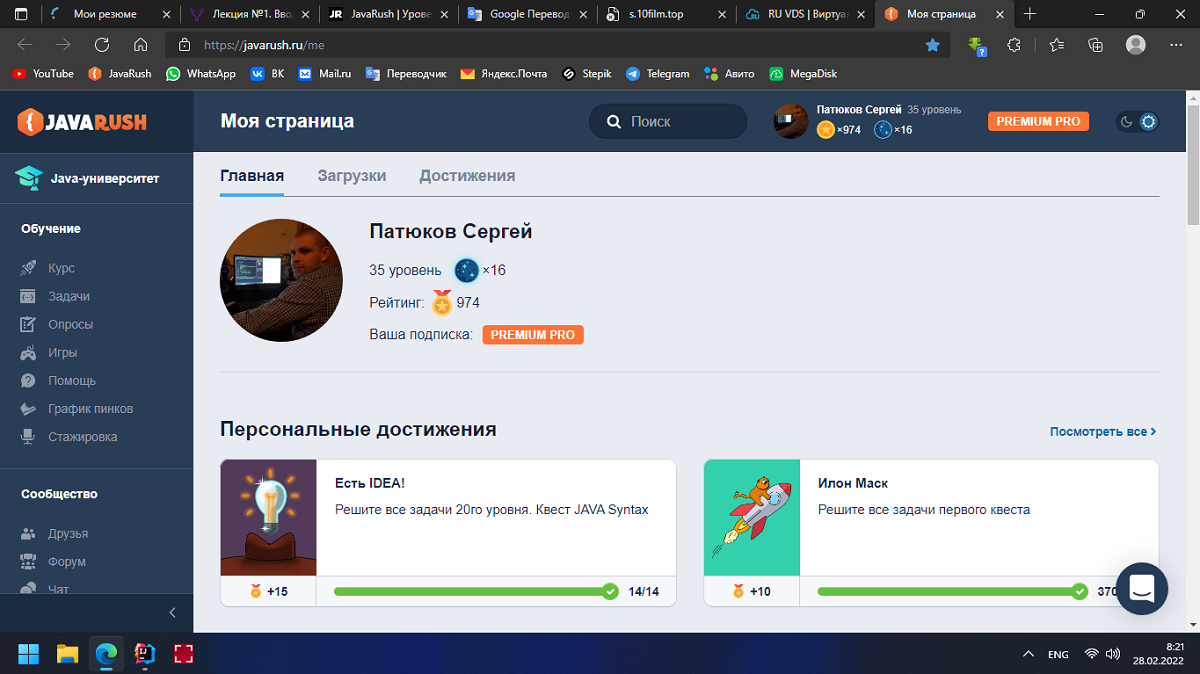 Мои резюме
Лекция №1. Вво
JavaRush | Урове
Google Перевод
s.10film.top
RU VDS | Виртуа
Моя страница
https://javarush.ru/me
YouTube
JavaRush
WhatsApp
ВК
Mail.ru
Переводчик
Яндекс.Почта
Stepik
Telegram
Авито
MegaDisk
JAVARUSH
Моя страница
Поиск
Патюков Сергей 35 уровень
×974 ×16
PREMIUM PRO
Java-университет
Обучение
Курс
Задачи
Опросы
Игры
Помощь
График пинков
Стажировка
Сообщество
Друзья
Форум
Чат
Главная Загрузки Достижения
Патюков Сергей
35 уровень ×16
Рейтинг: 974
Ваша подписка: PREMIUM PRO
Персональные достижения
Посмотреть все
Есть IDEA!
Решите все задачи 20го уровня. Квест JAVA Syntax
+15
14/14
Илон Маск
Решите все задачи первого квеста
+10
370
ENG
8:21
28.02.2022